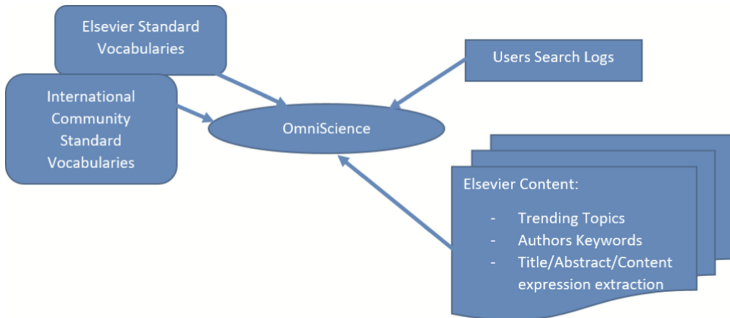 Elsevier Standard
Vocabularies
International
Community
Standard
Vocabularies
OmniScience
Users Search Logs
Elsevier Content:
- Trending Topics
- Authors Keywords
- Title/Abstract/Content
expression extraction